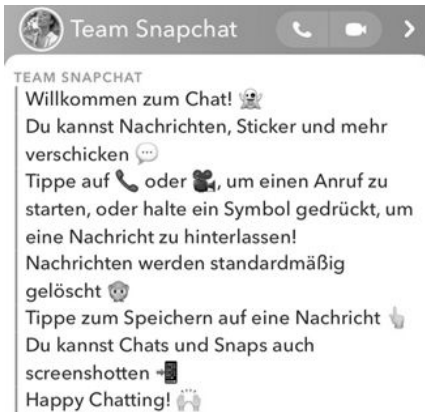 Team Snapchat
TEAM SNAPCHAT
Willkommen zum Chat! 👻
Du kannst Nachrichten, Sticker und mehr
verschicken 💬
Tippe auf 📞 oder 🎥, um einen Anruf zu
starten, oder halte ein Symbol gedrückt, um
eine Nachricht zu hinterlassen!
Nachrichten werden standardmäßig
gelöscht 🙊
Tippe zum Speichern auf eine Nachricht 👆
Du kannst Chats und Snaps auch
screenshotten 📲
Happy Chatting! 🙌